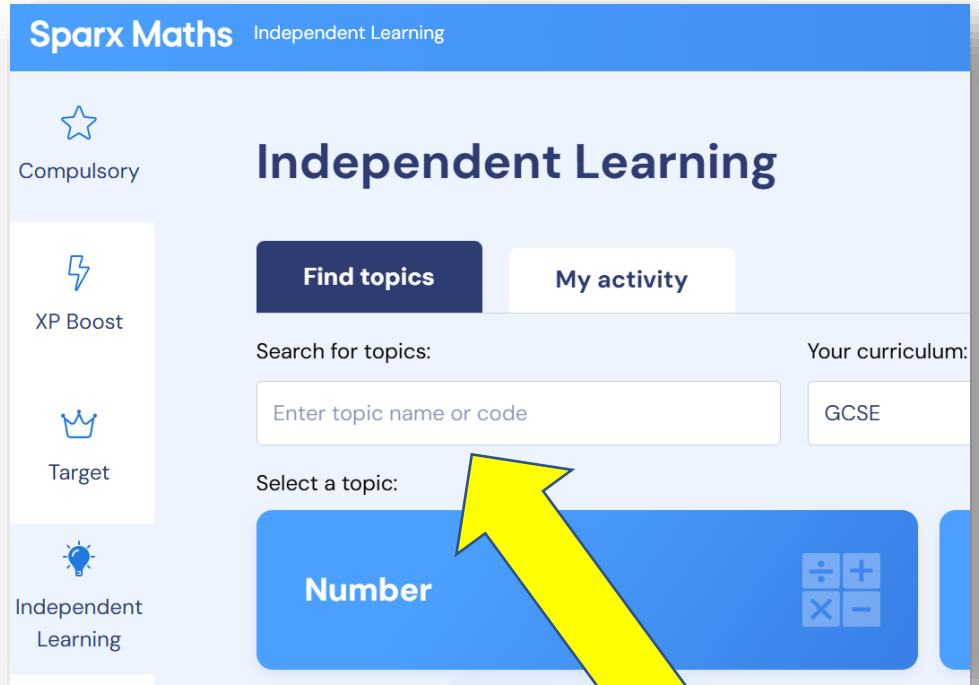 Sparx Maths Independent Learning
Compulsory
XP Boost
Target
Independent
Learning
Independent Learning
Find topics My activity
Search for topics: Your curriculum:
Enter topic name or code GCSE
Select a topic:
Number